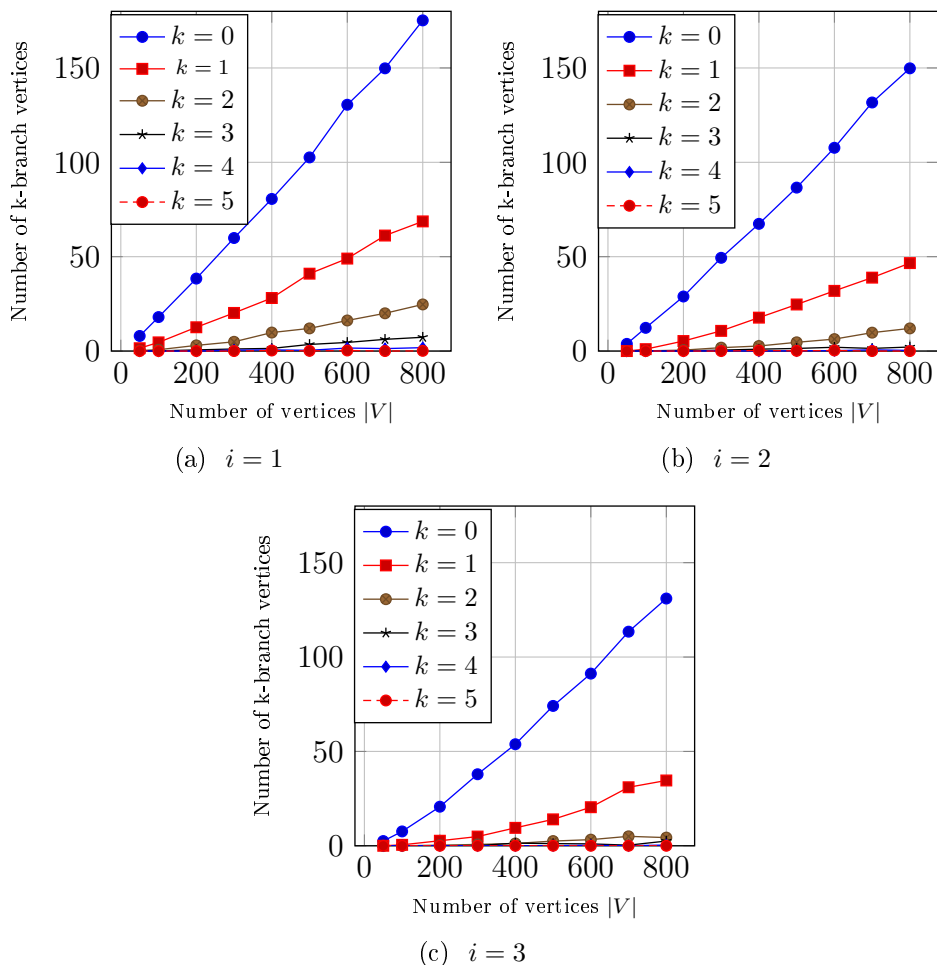 k = 0
k = 1
k = 2
k = 3
k = 4
k = 5
Number of k-branch vertices
150
100
50
0
0 200 400 600 800
Number of vertices |V|
(a) i = 1
k = 0
k = 1
k = 2
k = 3
k = 4
k = 5
Number of k-branch vertices
150
100
50
0
0 200 400 600 800
Number of vertices |V|
(b) i = 2
k = 0
k = 1
k = 2
k = 3
k = 4
k = 5
Number of k-branch vertices
150
100
50
0
0 200 400 600 800
Number of vertices |V|
(c) i = 3